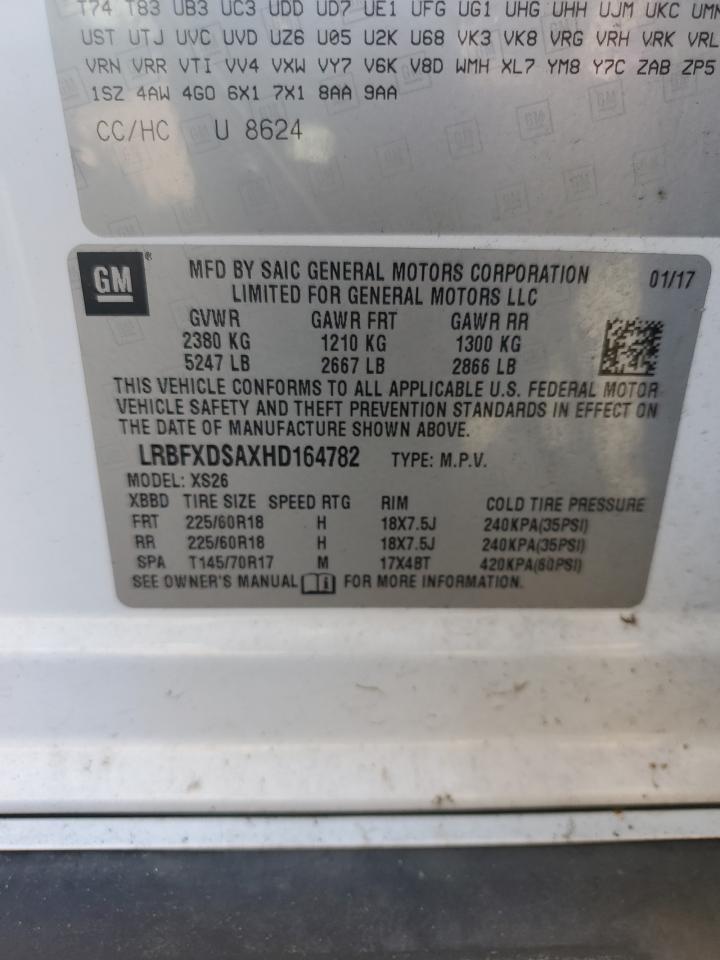 T74 T83 UB3 UC3 UDD UD7 UE1 UFG UG1 UHG UHH UJM UKC UMN
UST UTJ UVC UVD UZ6 U05 U2K U68 VK3 VK8 VRG VRH VRK VRL
VRN VRR VTI VV4 VXW VY7 V6K V8D WMH XL7 YM8 Y7C ZAB ZP5
1SZ 4AW 4G0 6X1 7X1 8AA 9AA
CC/HC U 8624
GM ® MFD BY SAIC GENERAL MOTORS CORPORATION 01/17
LIMITED FOR GENERAL MOTORS LLC
GVWR GAWR FRT GAWR RR
2380 KG 1210 KG 1300 KG
5247 LB 2667 LB 2866 LB
THIS VEHICLE CONFORMS TO ALL APPLICABLE U.S. FEDERAL MOTOR
VEHICLE SAFETY AND THEFT PREVENTION STANDARDS IN EFFECT ON
THE DATE OF MANUFACTURE SHOWN ABOVE.
LRBFXDSAXHD164782 TYPE: M.P.V.
MODEL: XS26
XBBD TIRE SIZE SPEED RTG RIM COLD TIRE PRESSURE
FRT 225/60R18 H 18X7.5J 240KPA(35PSI)
RR 225/60R18 H 18X7.5J 240KPA(35PSI)
SPA T145/70R17 M 17X4BT 420KPA(60PSI)
SEE OWNER'S MANUAL FOR MORE INFORMATION.